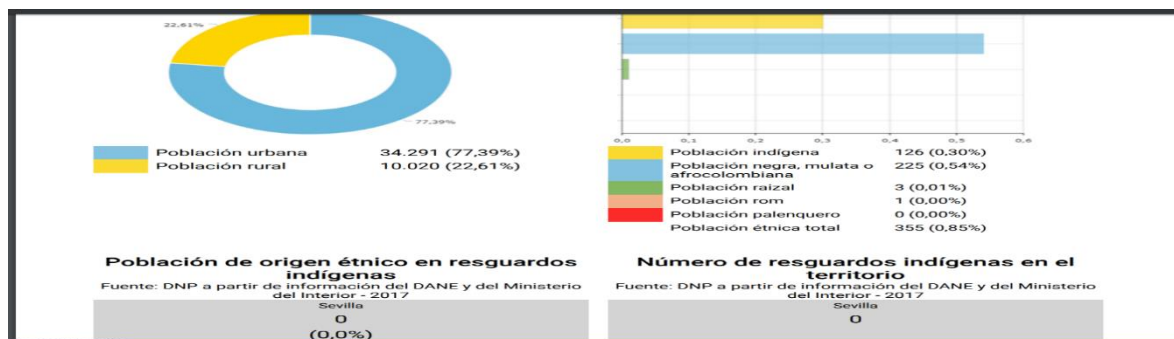 22,61%
77,39%
Población urbana 34.291 (77,39%)
Población rural 10.020 (22,61%)
0,0 0,1 0,2 0,3 0,4 0,5 0,6
Población indígena 126 (0,30%)
Población negra, mulata o 225 (0,54%)
afrocolombiana
Población raizal 3 (0,01%)
Población rom 1 (0,00%)
Población palenquero 0 (0,00%)
Población étnica total 355 (0,85%)
Población de origen étnico en resguardos
indígenas
Fuente: DNP a partir de información del DANE y del Ministerio
del Interior - 2017
Sevilla
0
(0,0%)
Número de resguardos indígenas en el
territorio
Fuente: DNP a partir de información del DANE y del Ministerio
del Interior - 2017
Sevilla
0